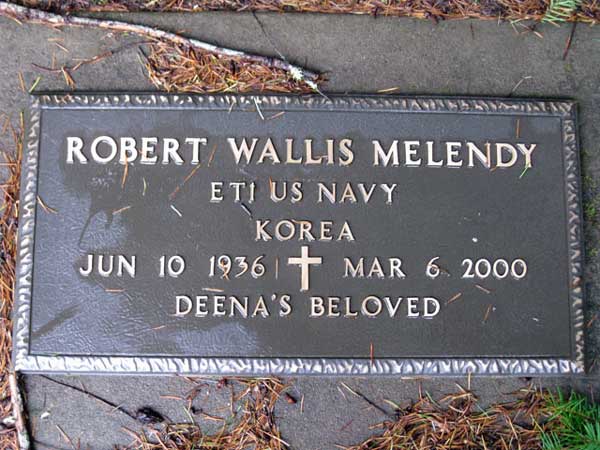 ROBERT WALLIS MELENDY
ET1 US NAVY
KOREA
JUN 10 1936 ✝ MAR 6 2000
DEENA'S BELOVED